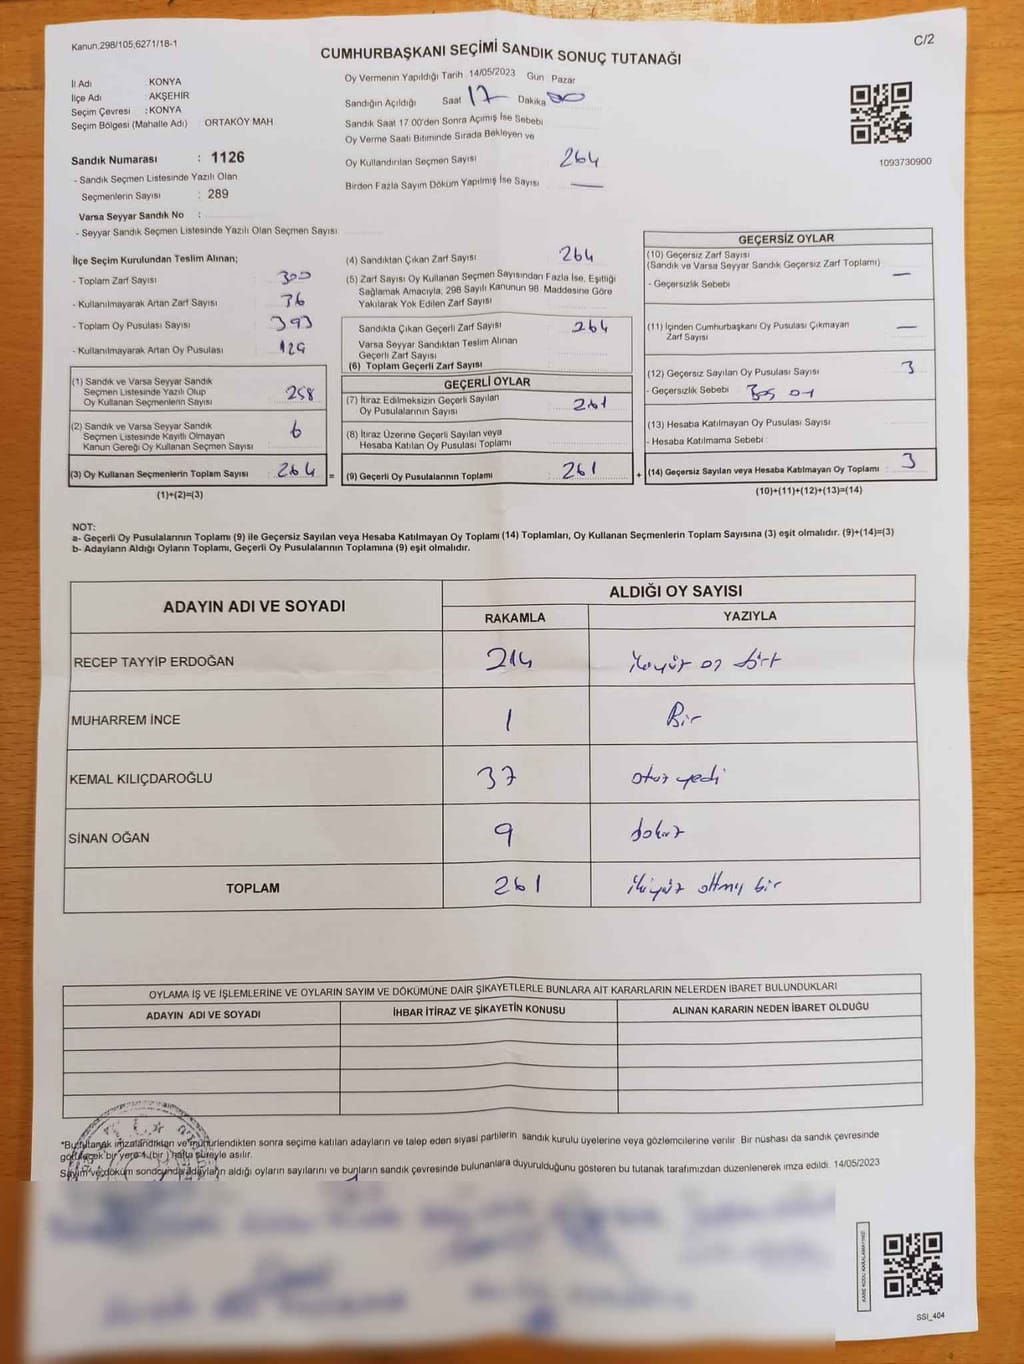 Kanun,298/105,6271/18-1
C/2
CUMHURBAŞKANI SEÇİMİ SANDIK SONUÇ TUTANAĞI
İl Adı KONYA
İlçe Adı AKŞEHİR
Seçim Çevresi : KONYA
Seçim Bölgesi (Mahalle Adı) ORTAKÖY MAH.
Oy Vermenin Yapıldığı Tarih 14/05/2023 Gün Pazar
Sandığın Açıldığı Saat 17 Dakika 00
Sandık Saat 17.00'den Sonra Açımış İse Sebebi
Oy Verme Saati Bitiminde Sırada Bekleyen ve
Oy Kullandırılan Seçmen Sayısı 264
Birden Fazla Sayım Döküm Yapılmış İse Sayısı —
1093730900
Sandık Numarası : 1126
- Sandık Seçmen Listesinde Yazılı Olan
Seçmenlerin Sayısı : 289
Varsa Seyyar Sandık No :
- Seyyar Sandık Seçmen Listesinde Yazılı Olan Seçmen Sayısı
İlçe Seçim Kurulundan Teslim Alınan;
- Toplam Zarf Sayısı 300
- Kullanılmayarak Artan Zarf Sayısı 36
- Toplam Oy Pusulası Sayısı 393
- Kullanılmayarak Artan Oy Pusulası 129
(1) Sandık ve Varsa Seyyar Sandık
Seçmen Listesinde Yazılı Olup
Oy Kullanan Seçmenlerin Sayısı 258
(2) Sandık ve Varsa Seyyar Sandık
Seçmen Listesinde Kayıtlı Olmayan
Kanun Gereği Oy Kullanan Seçmen Sayısı 6
(3) Oy Kullanan Seçmenlerin Toplam Sayısı 264 =
(1)+(2)=(3)
(4) Sandıktan Çıkan Zarf Sayısı 264
(5) Zarf Sayısı Oy Kullanan Seçmen Sayısından Fazla İse, Eşitliği
Sağlamak Amacıyla, 298 Sayılı Kanunun 98. Maddesine Göre
Yakılarak Yok Edilen Zarf Sayısı
Sandıkta Çıkan Geçerli Zarf Sayısı 264
Varsa Seyyar Sandıktan Teslim Alınan
Geçerli Zarf Sayısı
(6) Toplam Geçerli Zarf Sayısı
GEÇERLİ OYLAR
(7) İtiraz Edilmeksizin Geçerli Sayılan
Oy Pusulalarının Sayısı 261
(8) İtiraz Üzerine Geçerli Sayılan veya
Hesaba Katılan Oy Pusulası Toplamı
(9) Geçerli Oy Pusulalarının Toplamı 261 +
GEÇERSİZ OYLAR
(10) Geçersiz Zarf Sayısı
(Sandık ve Varsa Seyyar Sandık Geçersiz Zarf Toplamı) —
- Geçersizlik Sebebi
(11) İçinden Cumhurbaşkanı Oy Pusulası Çıkmayan
Zarf Sayısı —
(12) Geçersiz Sayılan Oy Pusulası Sayısı 3
- Geçersizlik Sebebi Boş oy
(13) Hesaba Katılmayan Oy Pusulası Sayısı
- Hesaba Katılmama Sebebi
(14) Geçersiz Sayılan veya Hesaba Katılmayan Oy Toplamı 3
(10)+(11)+(12)+(13)=(14)
NOT:
a- Geçerli Oy Pusulalarının Toplamı (9) ile Geçersiz Sayılan veya Hesaba Katılmayan Oy Toplamı (14) Toplamları, Oy Kullanan Seçmenlerin Toplam Sayısına (3) eşit olmalıdır. (9)+(14)=(3)
b- Adayların Aldığı Oyların Toplamı, Geçerli Oy Pusulalarının Toplamına (9) eşit olmalıdır.
ADAYIN ADI VE SOYADI
ALDIĞI OY SAYISI
RAKAMLA YAZIYLA
RECEP TAYYİP ERDOĞAN 214 ikiyüz on dört
MUHARREM İNCE 1 Bir
KEMAL KILIÇDAROĞLU 37 otuz yedi
SİNAN OĞAN 9 dokuz
TOPLAM 261 ikiyüz altmış bir
OYLAMA İŞ VE İŞLEMLERİNE VE OYLARIN SAYIM VE DÖKÜMÜNE DAİR ŞİKAYETLERLE BUNLARA AİT KARARLARIN NELERDEN İBARET BULUNDUKLARI
ADAYIN ADI VE SOYADI İHBAR İTİRAZ VE ŞİKAYETİN KONUSU ALINAN KARARIN NEDEN İBARET OLDUĞU
*Bu tutanak imzalandıktan ve mühürlendikten sonra seçime katılan adayların ve talep eden siyasi partilerin sandık kurulu üyelerine veya gözlemcilerine verilir. Bir nüshası da sandık çevresinde
görülecek bir yere 1 (bir) hafta süreyle asılır.
Sayım ve döküm sonucunda adayların aldığı oyların sayılarını ve bunların sandık çevresinde bulunanlara duyurulduğunu gösteren bu tutanak tarafımızdan düzenlenerek imza edildi. 14/05/2023
KARE KODU KARALAMAYINIZ!
SSI_404